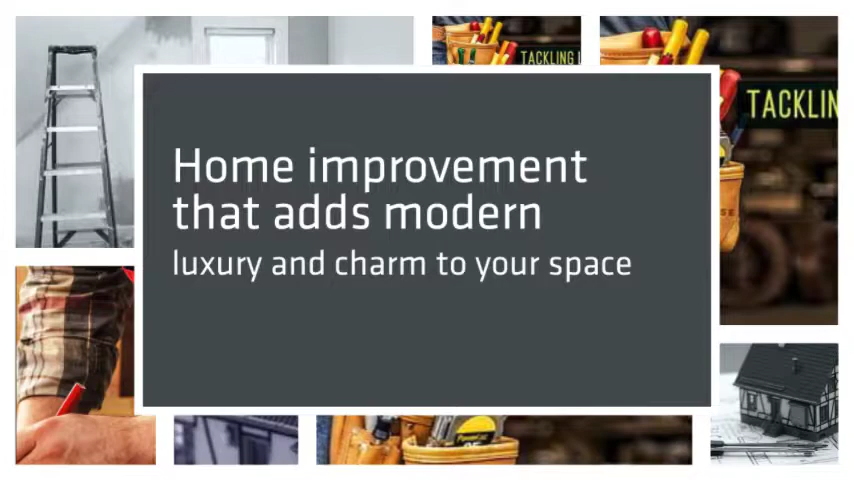 TACKLING
TACKLIN
Home improvement
that adds modern
luxury and charm to your space